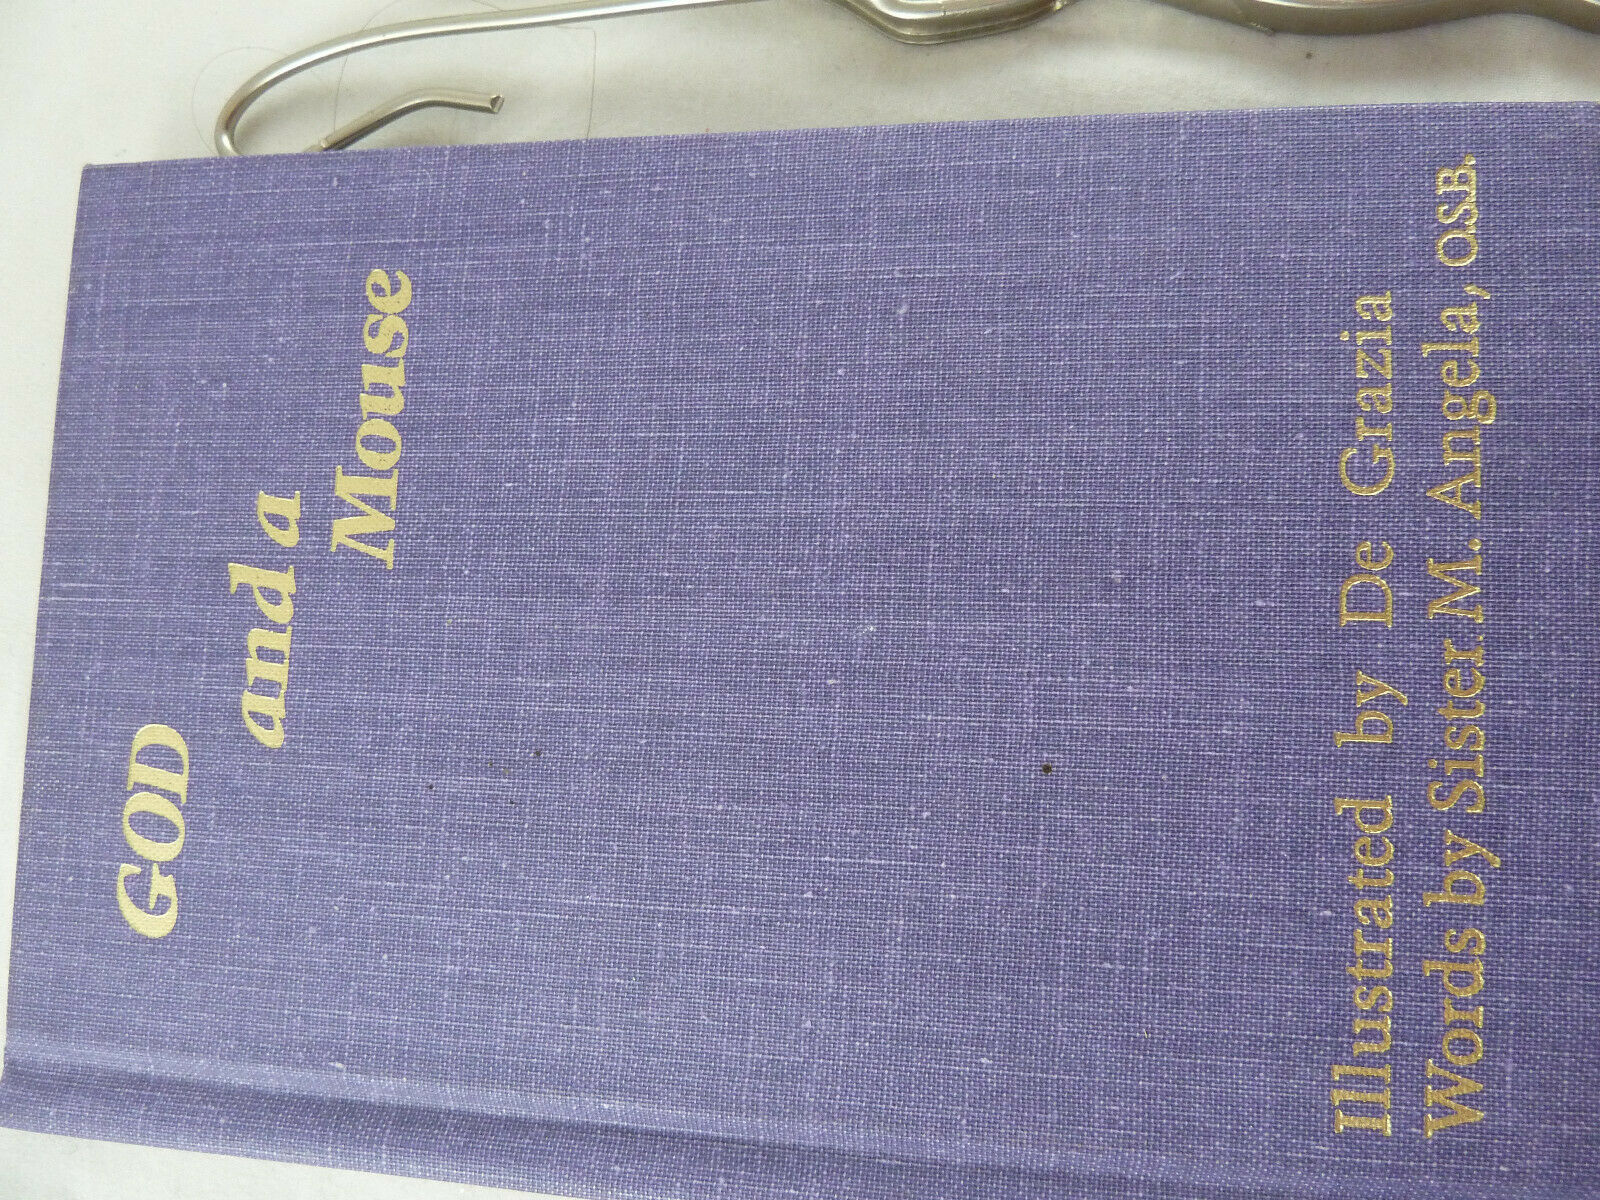 GOD
and a
Mouse
Illustrated by De Grazia
Words by Sister. M. Angela, O.S.B.